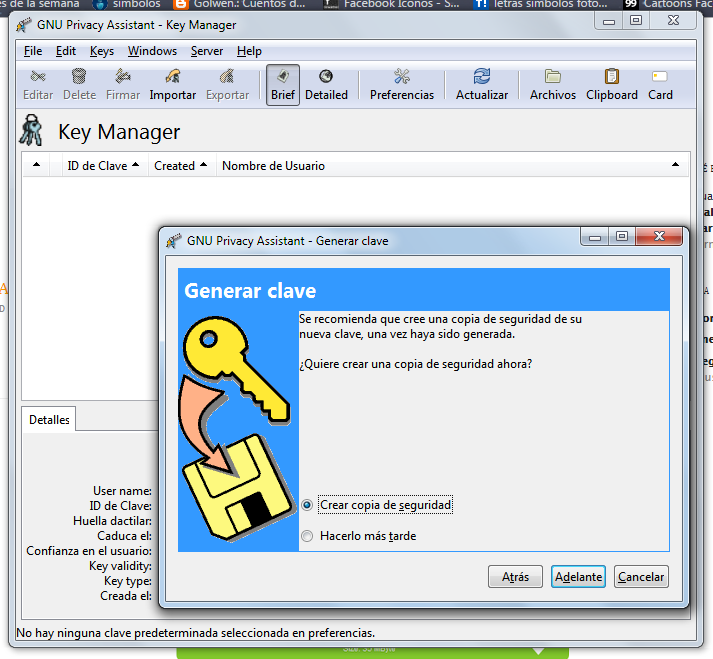 es de la semana símbolos Golwen.: Cuentos d... Facebook Iconos - S... T! letras simbolos foto... 99 Cartoons Fac
GNU Privacy Assistant - Key Manager
File Edit Keys Windows Server Help
Editar Delete Firmar Importar Exportar Brief Detailed Preferencias Actualizar Archivos Clipboard Card
Key Manager
ID de Clave Created Nombre de Usuario
GNU Privacy Assistant - Generar clave
Generar clave
Se recomienda que cree una copia de seguridad de su
nueva clave, una vez haya sido generada.
¿Quiere crear una copia de seguridad ahora?
Crear copia de seguridad
Hacerlo más tarde
Atrás Adelante Cancelar
Detalles
User name:
ID de Clave:
Huella dactilar:
Caduca el:
Confianza en el usuario:
Key validity:
Key type:
Creada el:
No hay ninguna clave predeterminada seleccionada en preferencias.